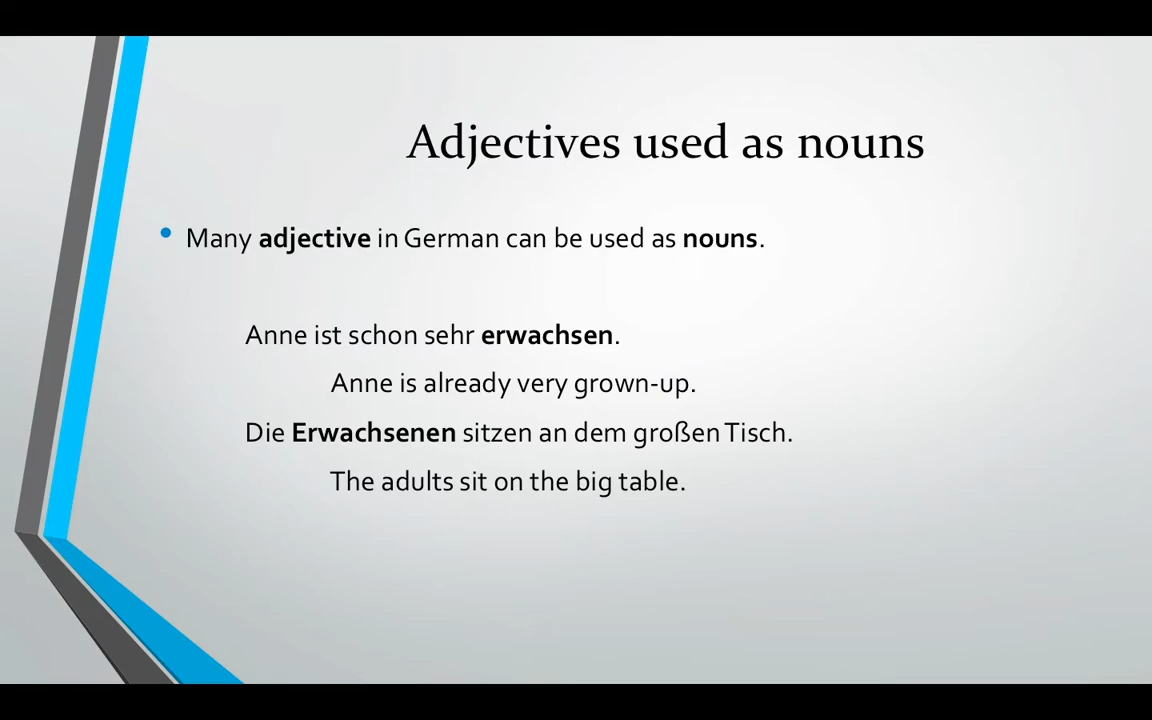 Adjectives used as nouns
• Many adjective in German can be used as nouns.
Anne ist schon sehr erwachsen.
Anne is already very grown-up.
Die Erwachsenen sitzen an dem großen Tisch.
The adults sit on the big table.